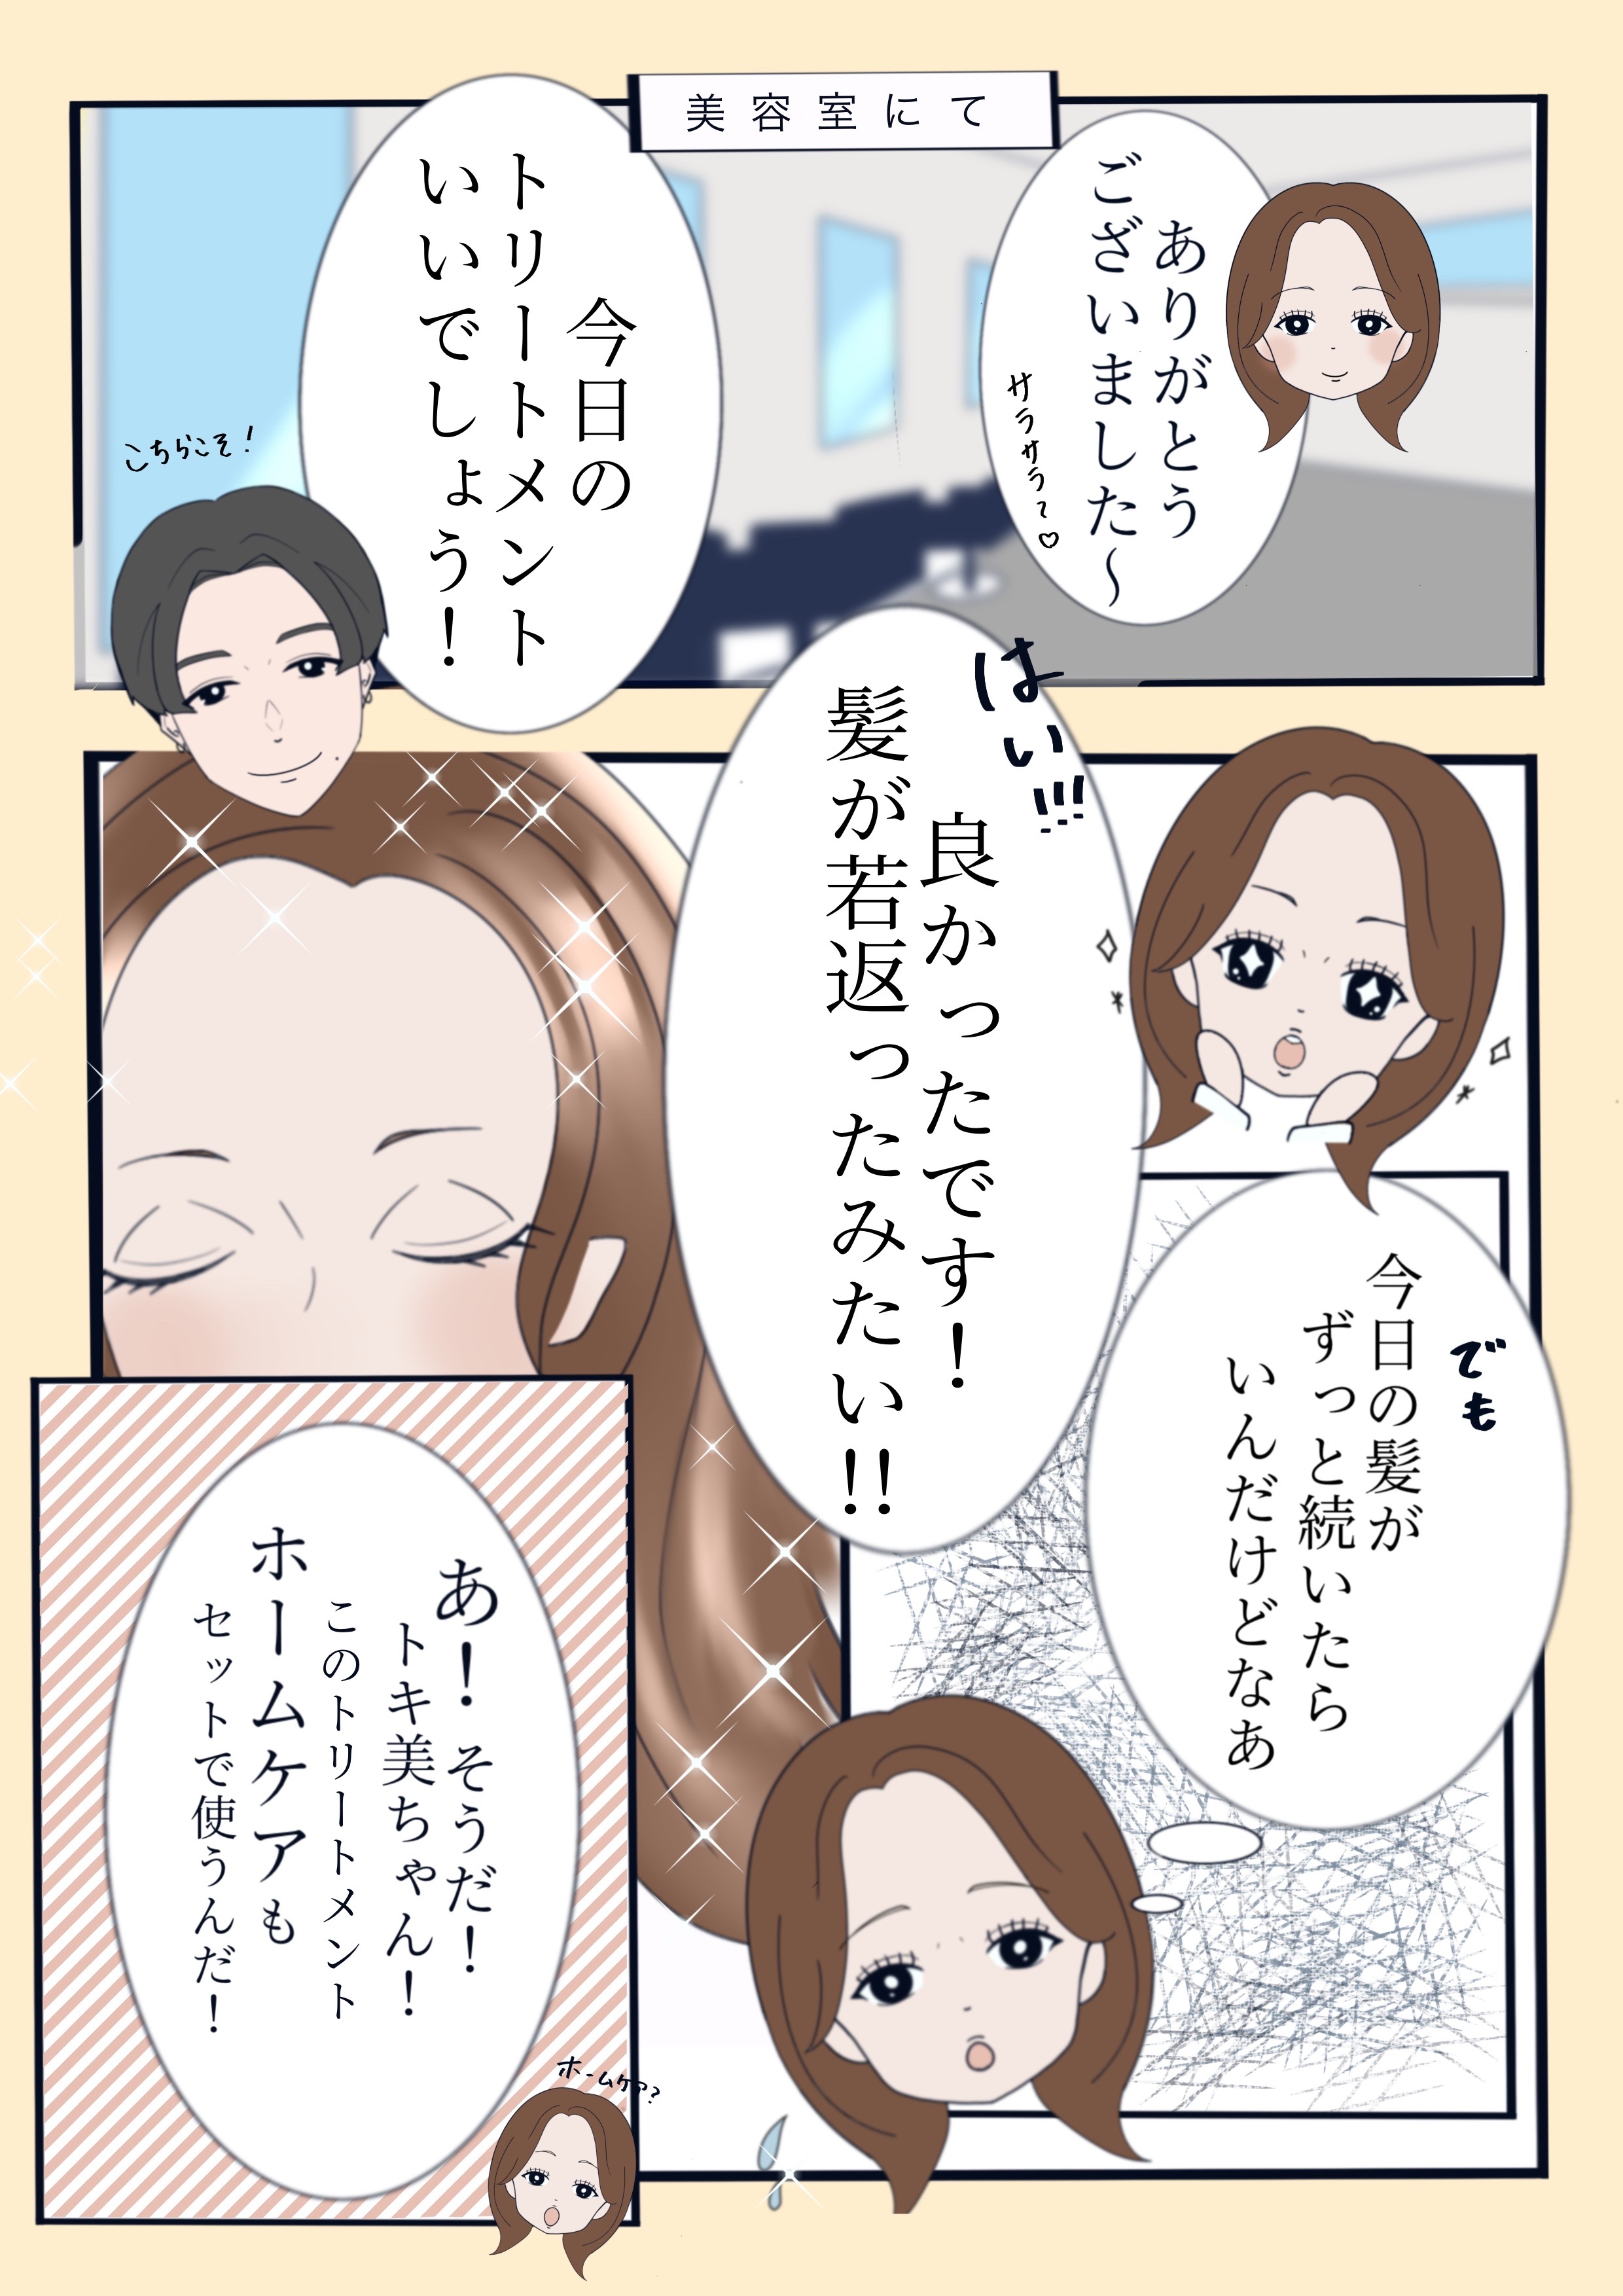 美容室にて
ありがとう
ございました〜
サラサラ〜♡
今日の
トリートメント
いいでしょう！
こちらこそ！
はい!!!
良かったです！
髪が若返ったみたい!!
でも
今日の髪が
ずっと続いたら
いんだけどなあ
あ！そうだ！
トキ美ちゃん！
このトリートメント
ホームケアも
セットで使うんだ！
ホームケア?